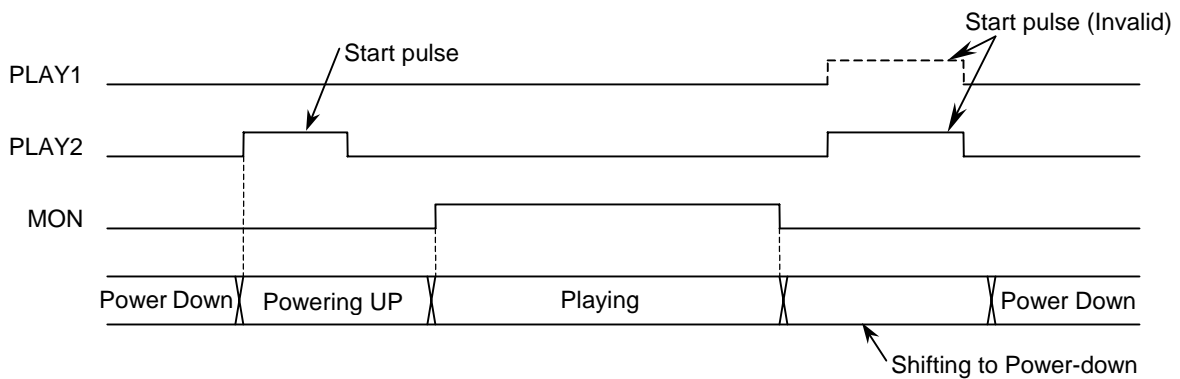 Start pulse (Invalid)
Start pulse
PLAY1
PLAY2
MON
Power Down
Powering UP
Playing
Power Down
Shifting to Power-down